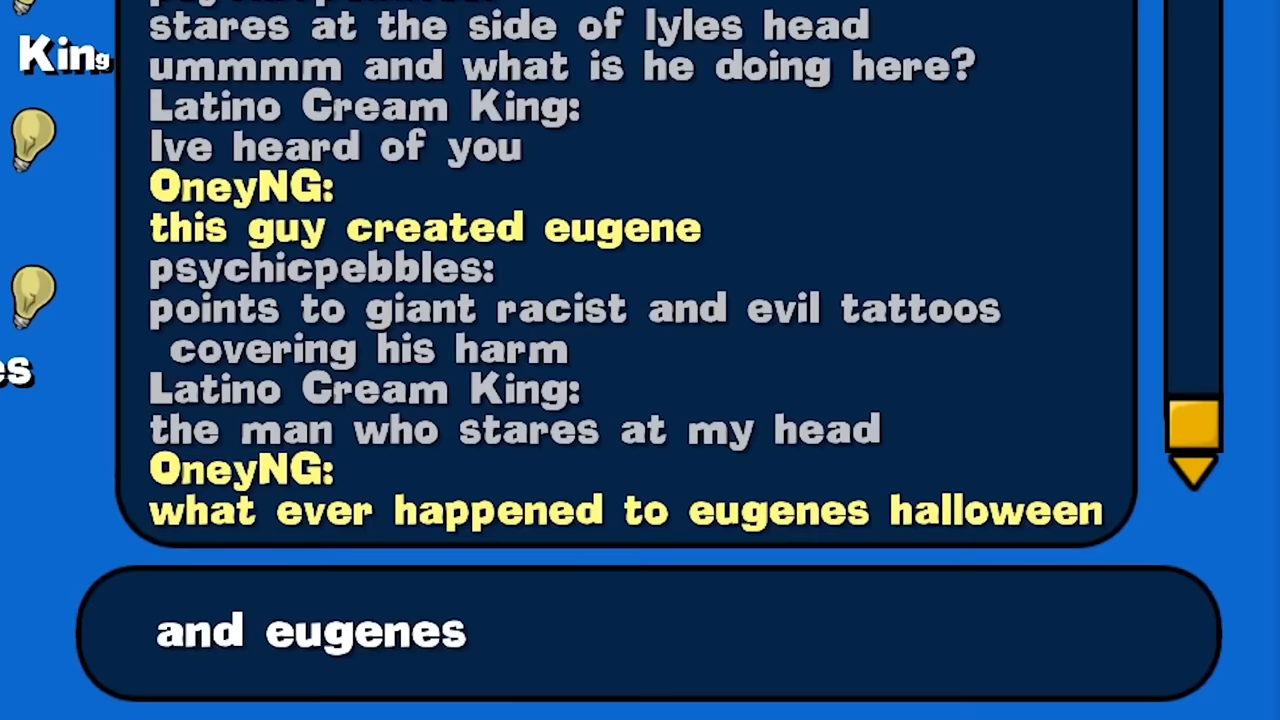 King
stares at the side of lyles head
ummmm and what is he doing here?
Latino Cream King:
Ive heard of you
OneyNG:
this guy created eugene
psychicpebbles:
points to giant racist and evil tattoos
covering his harm
es
Latino Cream King:
the man who stares at my head
OneyNG:
what ever happened to eugenes halloween
and eugenes